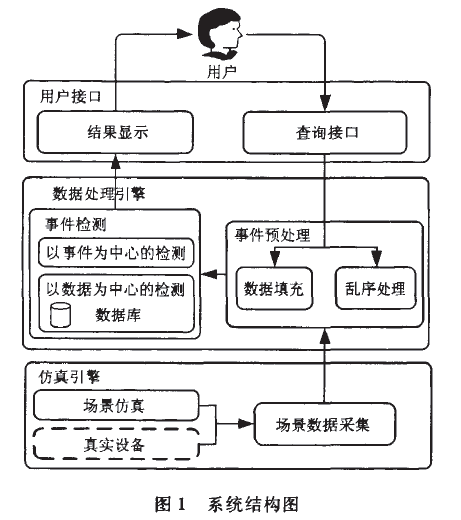 用户
用户接口
结果显示
查询接口
数据处理引擎
事件检测
以事件为中心的检测
以数据为中心的检测
数据库
事件预处理
数据填充
乱序处理
仿真引擎
场景仿真
真实设备
场景数据采集
图1 系统结构图